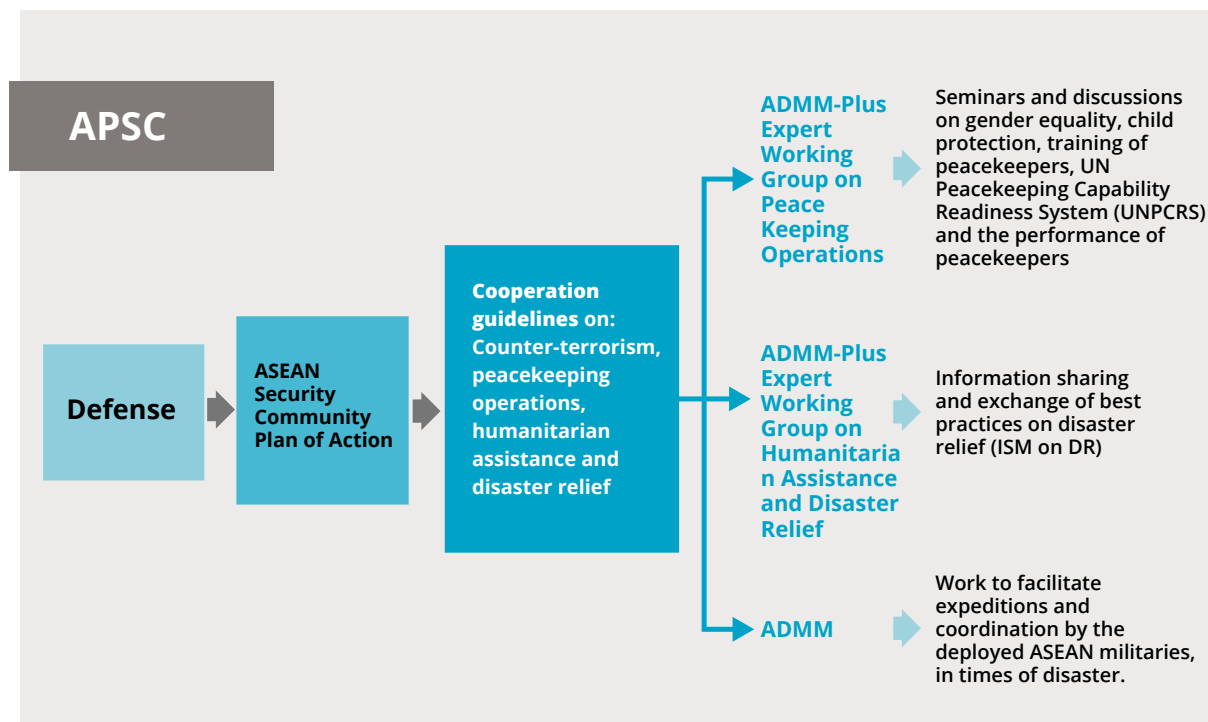 APSC
Defense
ASEAN
Security
Community
Plan of Action
Cooperation
guidelines on:
Counter-terrorism,
peacekeeping
operations,
humanitarian
assistance and
disaster relief
ADMM-Plus
Expert
Working
Group on
Peace
Keeping
Operations
Seminars and discussions
on gender equality, child
protection, training of
peacekeepers, UN
Peacekeeping Capability
Readiness System (UNPCRS)
and the performance of
peacekeepers
ADMM-Plus
Expert
Working
Group on
Humanitaria
n Assistance
and Disaster
Relief
Information sharing
and exchange of best
practices on disaster
relief (ISM on DR)
ADMM
Work to facilitate
expeditions and
coordination by the
deployed ASEAN militaries,
in times of disaster.